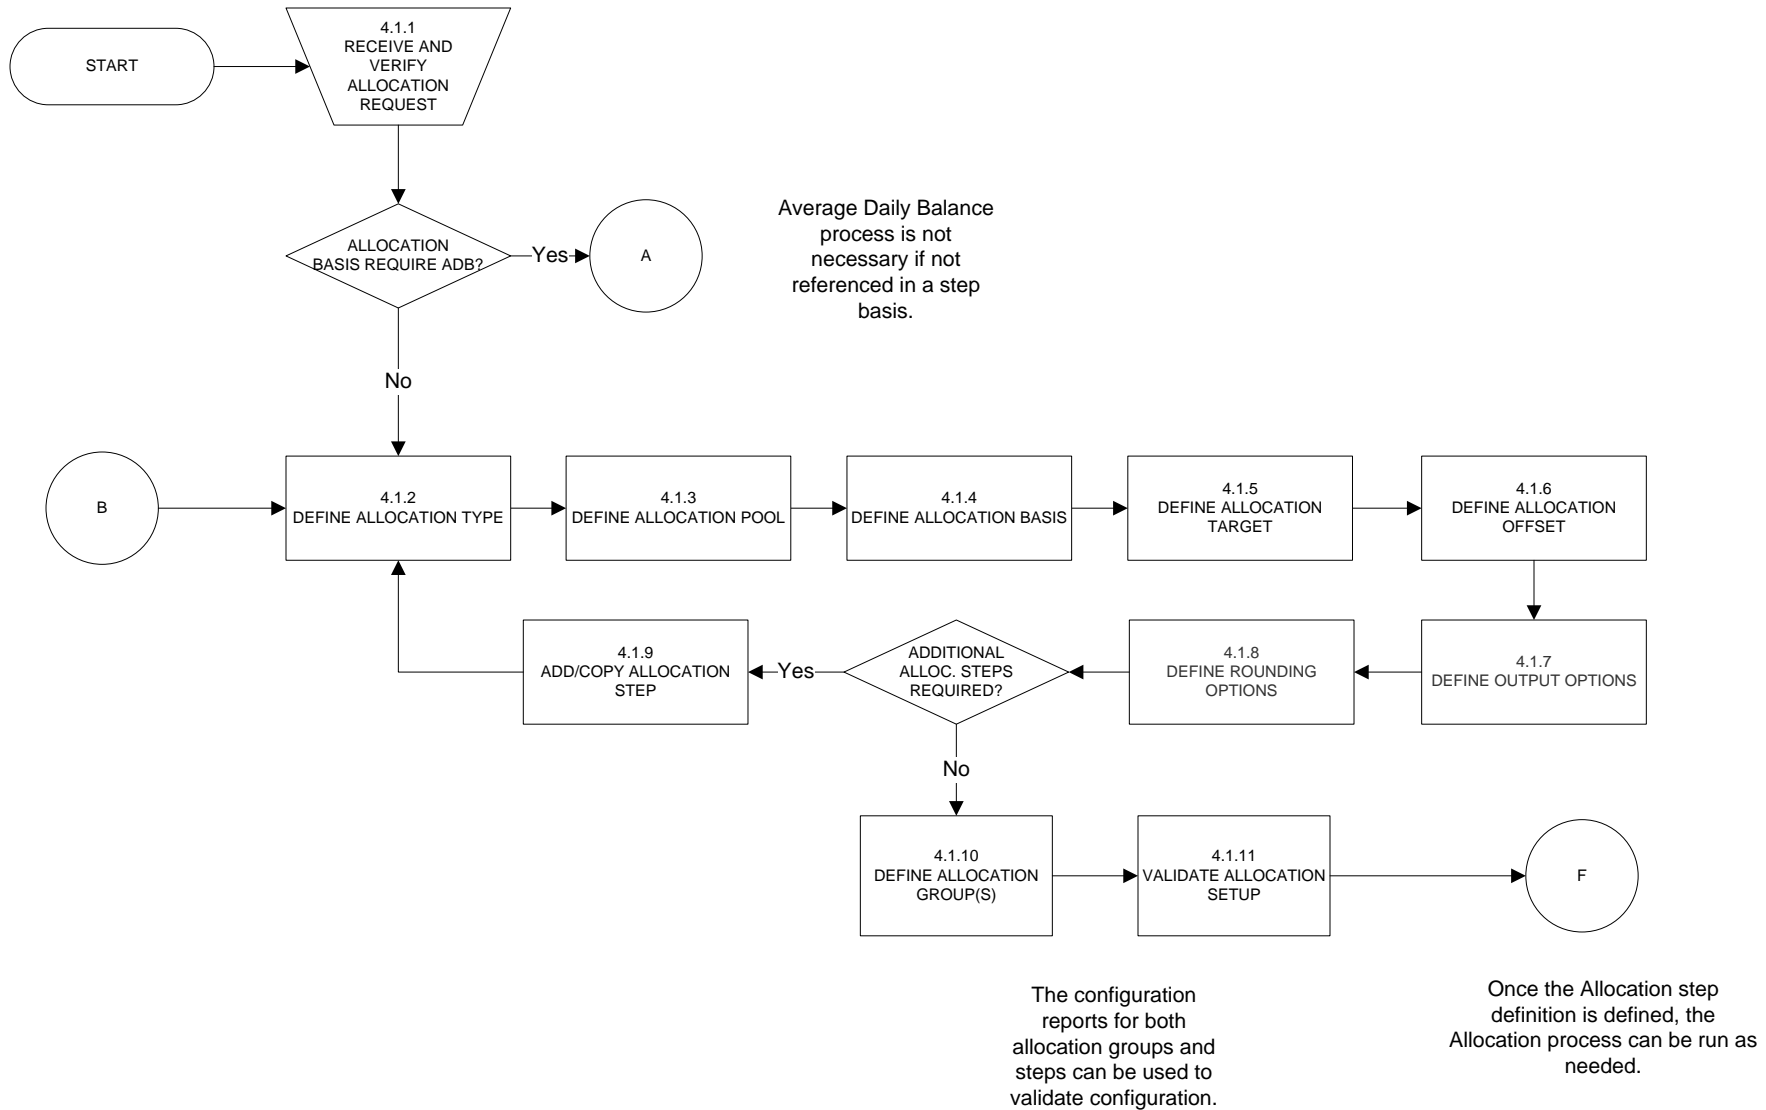 START
4.1.1
RECEIVE AND
VERIFY
ALLOCATION
REQUEST
ALLOCATION
BASIS REQUIRE ADB?
Yes
A
Average Daily Balance
process is not
necessary if not
referenced in a step
basis.
No
B
4.1.2
DEFINE ALLOCATION TYPE
4.1.3
DEFINE ALLOCATION POOL
4.1.4
DEFINE ALLOCATION BASIS
4.1.5
DEFINE ALLOCATION
TARGET
4.1.6
DEFINE ALLOCATION
OFFSET
4.1.7
DEFINE OUTPUT OPTIONS
4.1.8
DEFINE ROUNDING
OPTIONS
ADDITIONAL
ALLOC. STEPS
REQUIRED?
Yes
4.1.9
ADD/COPY ALLOCATION
STEP
No
4.1.10
DEFINE ALLOCATION
GROUP(S)
4.1.11
VALIDATE ALLOCATION
SETUP
F
The configuration
reports for both
allocation groups and
steps can be used to
validate configuration.
Once the Allocation step
definition is defined, the
Allocation process can be run as
needed.